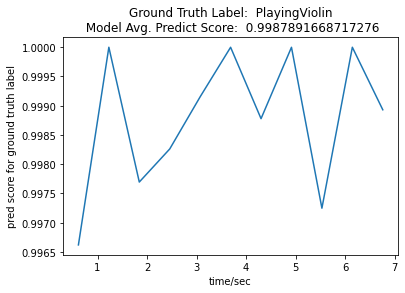 Ground Truth Label:  PlayingViolin
Model Avg. Predict Score:  0.9987891668717276
1.0000
0.9995
0.9990
0.9985
0.9980
0.9975
0.9970
0.9965
pred score for ground truth label
1 2 3 4 5 6 7
time/sec